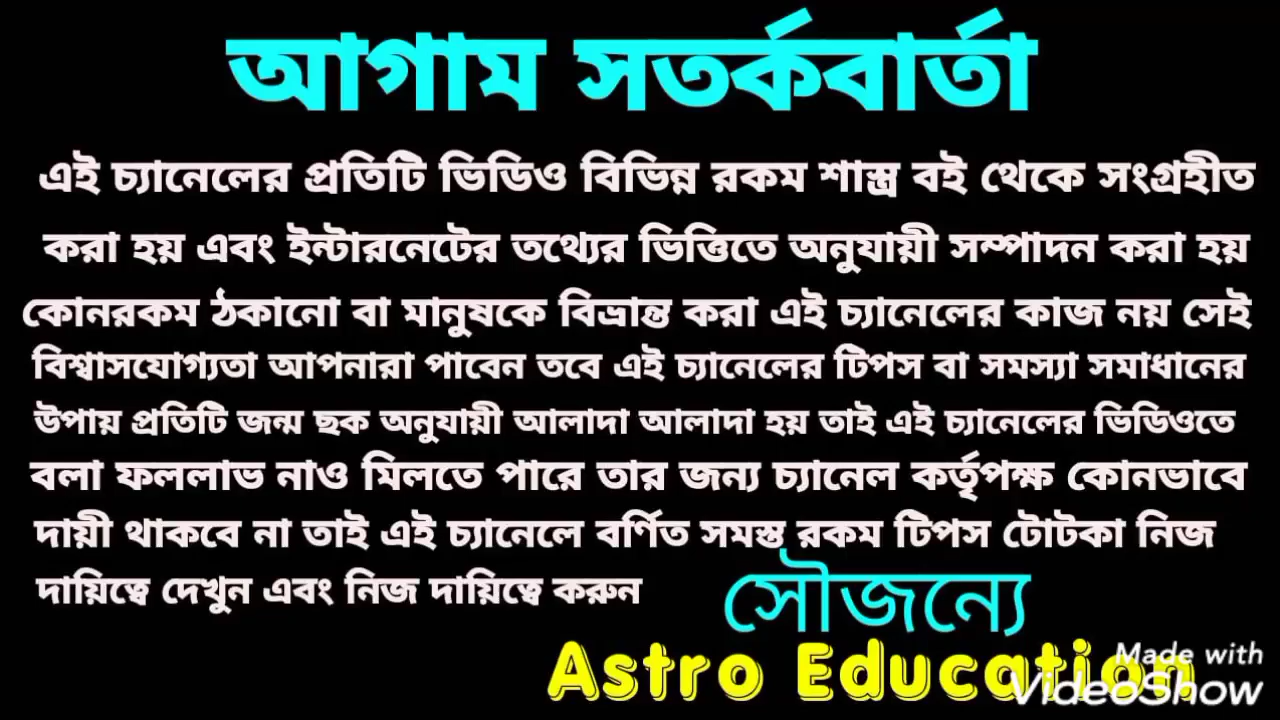 আগাম সতর্কবার্তা
এই চ্যানেলের প্রতিটি ভিডিও বিভিন্ন রকম শাস্ত্র বই থেকে সংগ্রহীত
করা হয় এবং ইন্টারনেটের তথ্যের ভিত্তিতে অনুযায়ী সম্পাদন করা হয়
কোনরকম ঠকানো বা মানুষকে বিভ্রান্ত করা এই চ্যানেলের কাজ নয় সেই
বিশ্বাসযোগ্যতা আপনারা পাবেন তবে এই চ্যানেলের টিপস বা সমস্যা সমাধানের
উপায় প্রতিটি জন্ম ছক অনুযায়ী আলাদা আলাদা হয় তাই এই চ্যানেলের ভিডিওতে
বলা ফললাভ নাও মিলতে পারে তার জন্য চ্যানেল কর্তৃপক্ষ কোনভাবে
দায়ী থাকবে না তাই এই চ্যানেলে বর্ণিত সমস্ত রকম টিপস টোটকা নিজ
দায়িত্বে দেখুন এবং নিজ দায়িত্বে করুন
সৌজন্যে
Astro Education
Made with
VideoShow